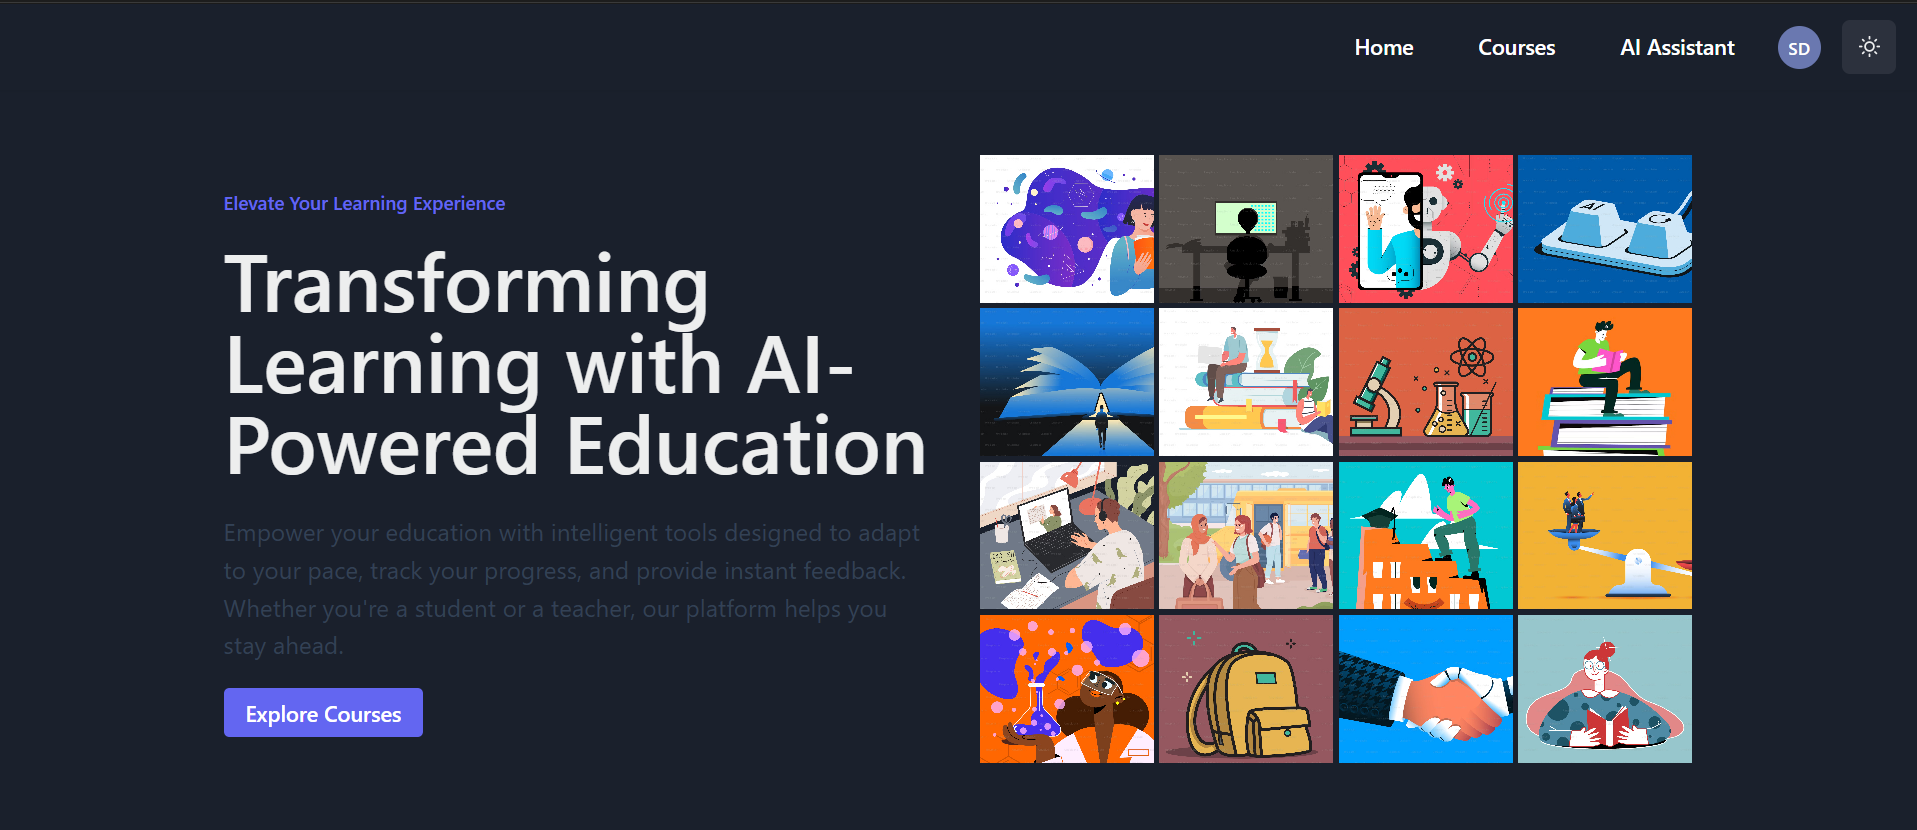 Home Courses AI Assistant SD
Elevate Your Learning Experience
Transforming
Learning with AI-
Powered Education
Empower your education with intelligent tools designed to adapt
to your pace, track your progress, and provide instant feedback.
Whether you're a student or a teacher, our platform helps you
stay ahead.
Explore Courses
AI